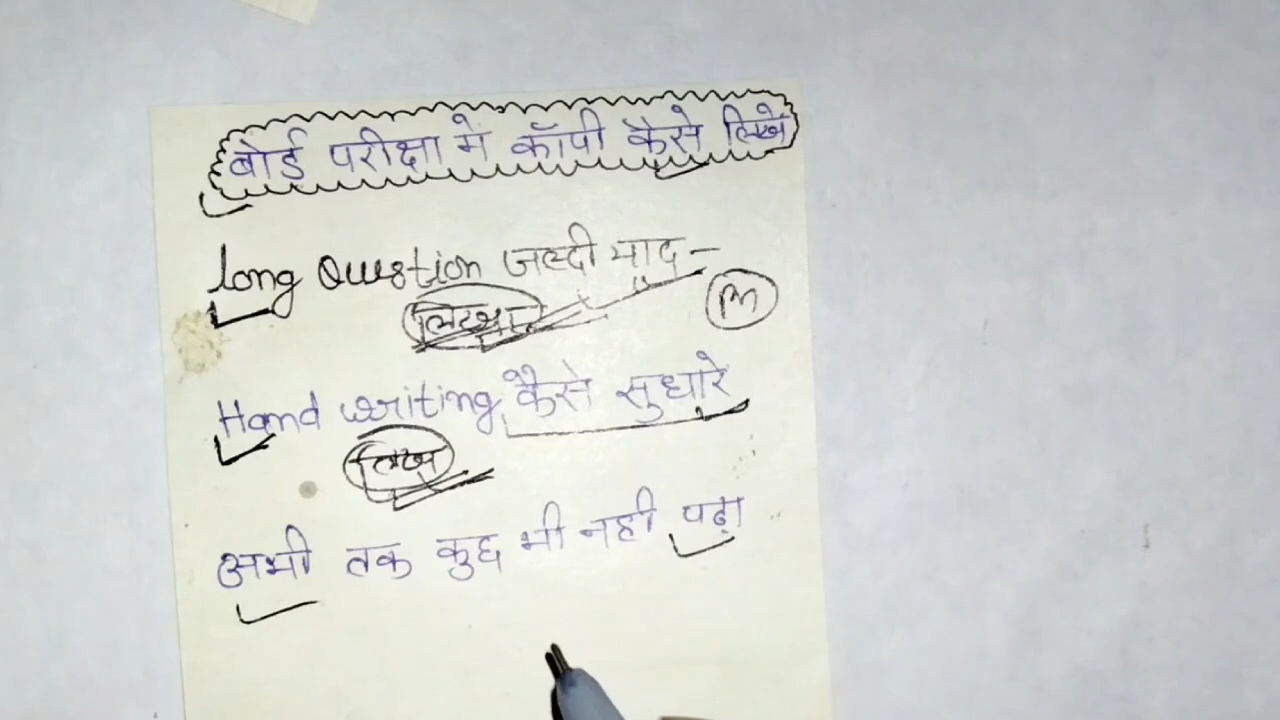 बोर्ड परीक्षा में कॉपी कैसे लिखें
long Question जल्दी याद -
Hand writing कैसे सुधारे
लिख
अभी तक कुछ भी नही पढ़ा